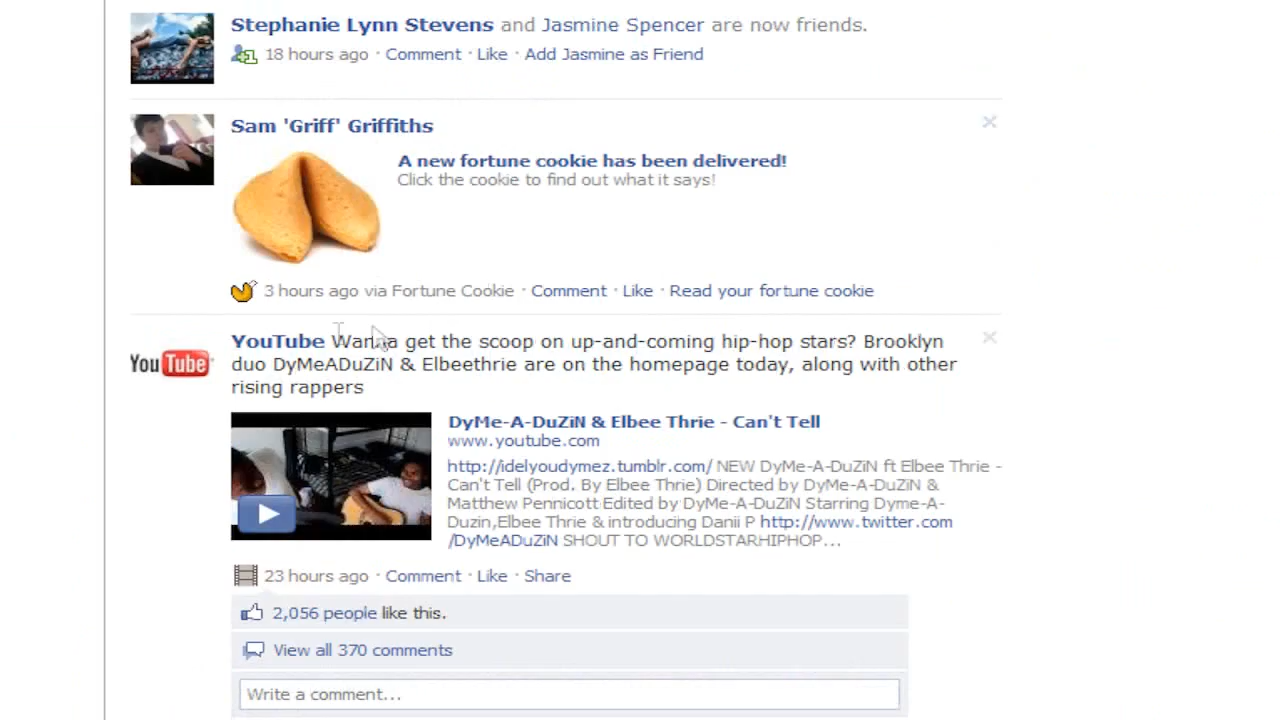 Stephanie Lynn Stevens and Jasmine Spencer are now friends.
18 hours ago · Comment · Like · Add Jasmine as Friend
Sam 'Griff' Griffiths
A new fortune cookie has been delivered!
Click the cookie to find out what it says!
3 hours ago via Fortune Cookie · Comment · Like · Read your fortune cookie
YouTube Wanna get the scoop on up-and-coming hip-hop stars? Brooklyn
duo DyMeADuZiN & Elbeethrie are on the homepage today, along with other
rising rappers
You Tube
DyMe-A-DuZiN & Elbee Thrie - Can't Tell
www.youtube.com
http://idelyoudymez.tumblr.com/ NEW DyMe-A-DuZiN ft Elbee Thrie -
Can't Tell (Prod. By Elbee Thrie) Directed by DyMe-A-DuZiN &
Matthew Pennicott Edited by DyMe-A-DuZiN Starring Dyme-A-
Duzin,Elbee Thrie & introducing Danii P http://www.twitter.com
/DyMeADuZiN SHOUT TO WORLDSTARHIPHOP...
23 hours ago · Comment · Like · Share
2,056 people like this.
View all 370 comments
Write a comment...